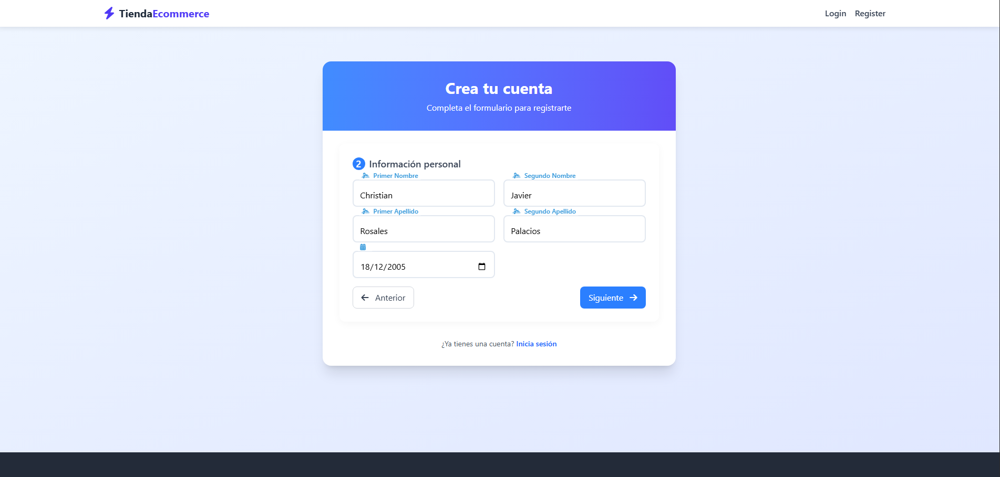 TiendaEcommerce
Login Register
Crea tu cuenta
Completa el formulario para registrarte
2 Información personal
Primer Nombre
Christian
Segundo Nombre
Javier
Primer Apellido
Rosales
Segundo Apellido
Palacios
18/12/2005
Anterior
Siguiente
¿Ya tienes una cuenta? Inicia sesión